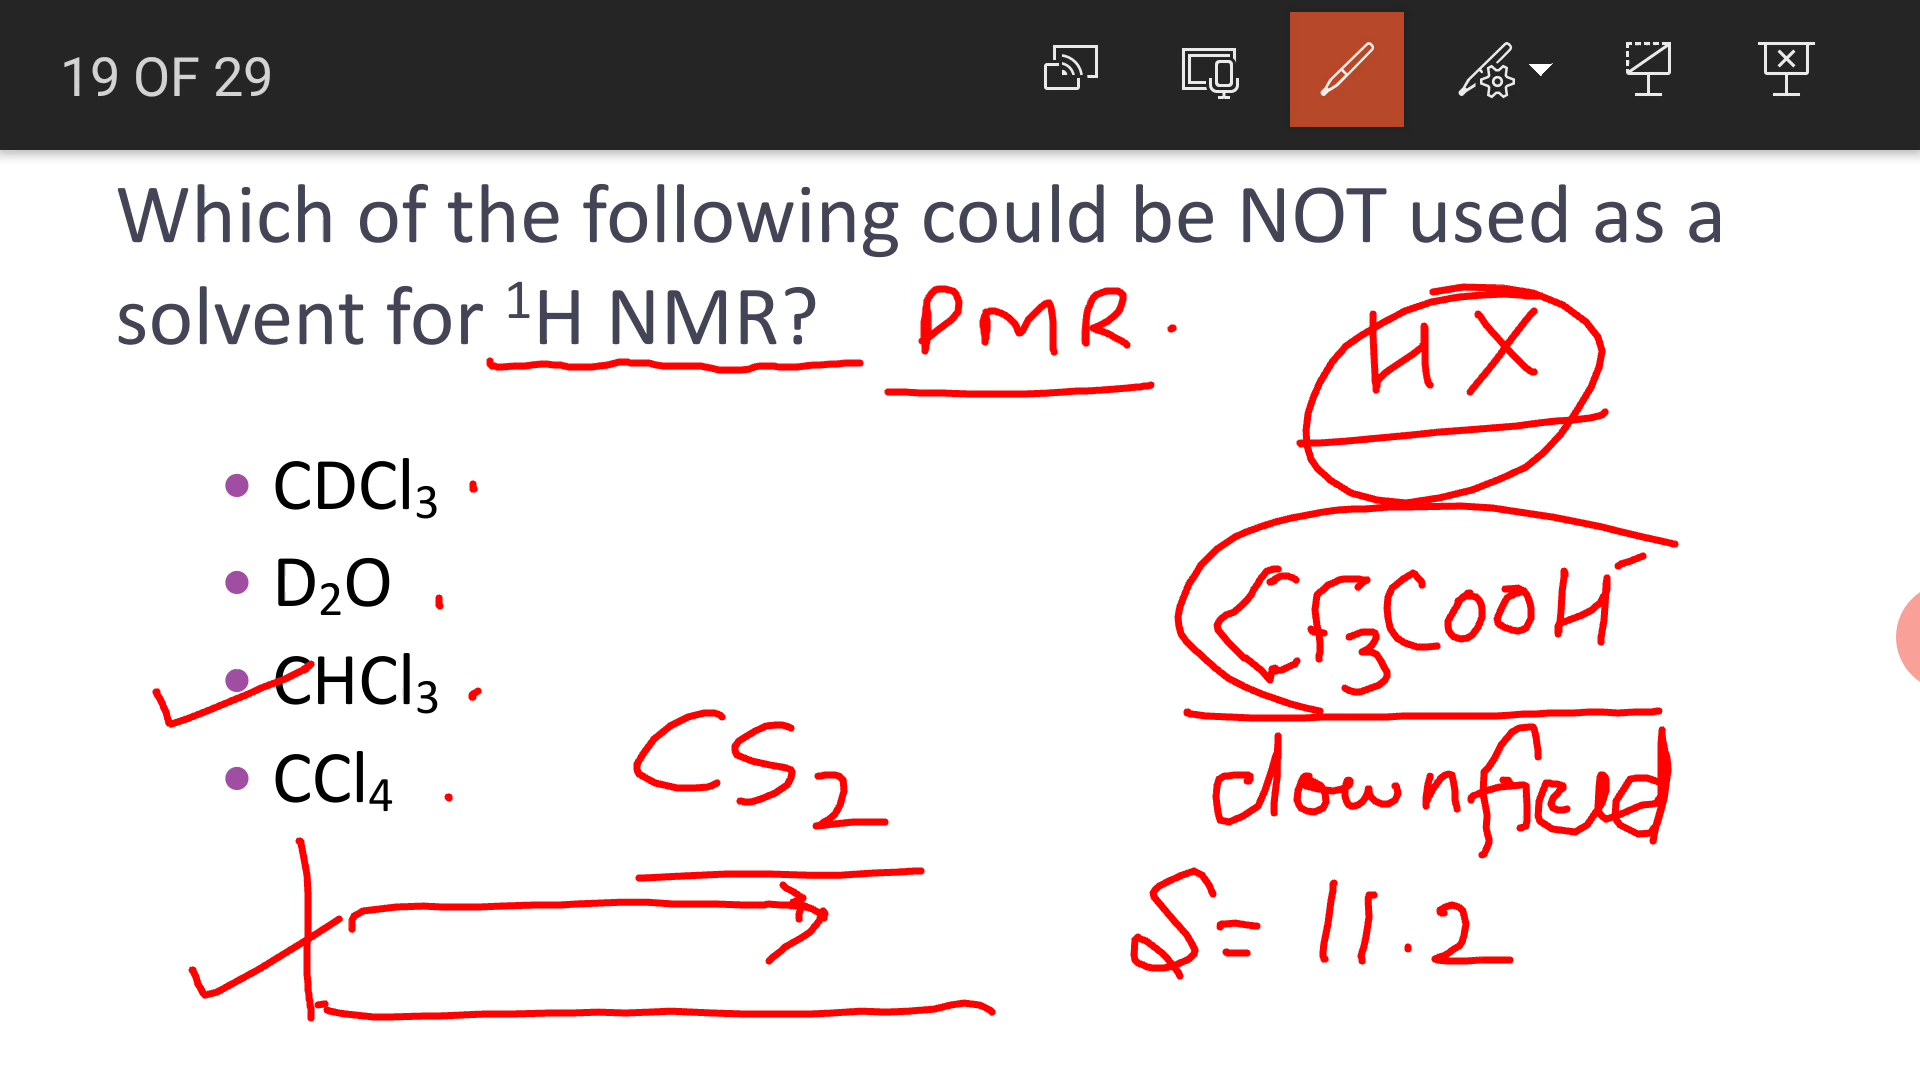 19 OF 29
Which of the following could be NOT used as a
solvent for ¹H NMR? PMR.
HX
• CDCl₃ .
• D₂O .
CF₃COOH
• CHCl₃ .
CS₂
downfield
• CCl₄ .
δ = 11.2